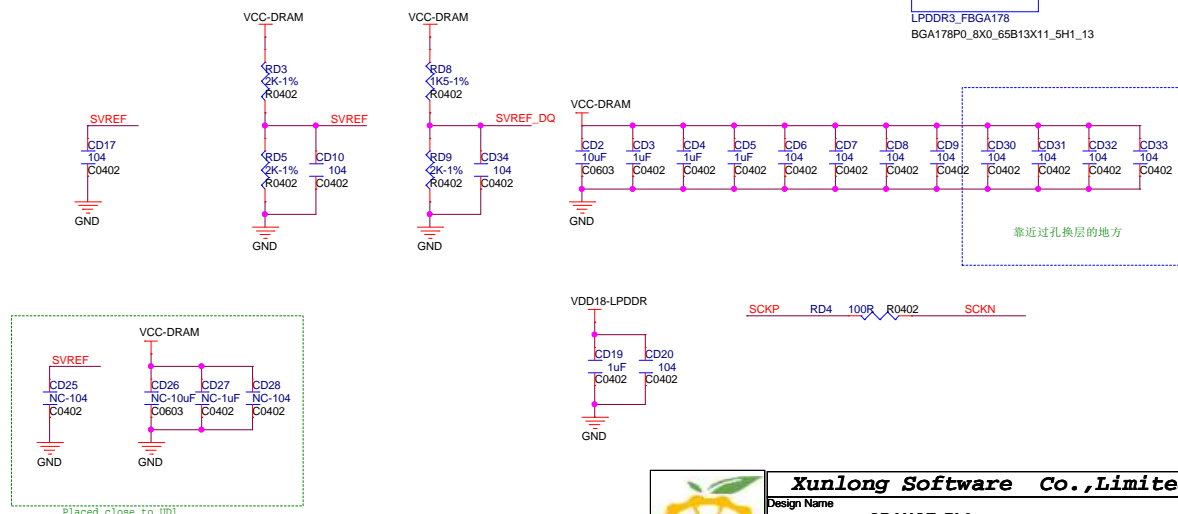 LPDDR3_FBGA178
BGA178P0_8X0_65B13X11_5H1_13
VCC-DRAM
RD3
2K-1%
R0402
SVREF
RD5
2K-1%
R0402
CD10
104
C0402
GND
SVREF
CD17
104
C0402
GND
VCC-DRAM
RD8
1K5-1%
R0402
SVREF_DQ
RD9
2K-1%
R0402
CD34
104
C0402
GND
VCC-DRAM
CD2
10uF
C0603
CD3
1uF
C0402
CD4
1uF
C0402
CD5
1uF
C0402
CD6
104
C0402
CD7
104
C0402
CD8
104
C0402
CD9
104
C0402
CD30
104
C0402
CD31
104
C0402
CD32
104
C0402
CD33
104
C0402
GND
靠近过孔换层的地方
VDD18-LPDDR
CD19
1uF
C0402
CD20
104
C0402
GND
SCKP RD4 100R R0402 SCKN
SVREF
CD25
NC-104
C0402
GND
VCC-DRAM
CD26
NC-10uF
C0603
CD27
NC-1uF
C0402
CD28
NC-104
C0402
GND
Placed close to UD1
Xunlong Software Co.,Limite
Design Name